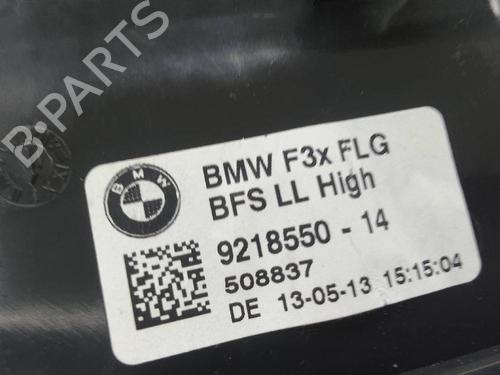 B-PARTS
BMW
BMW F3x FLG
BFS LL High
9218550 - 14
508837
DE 13-05-13 15:15:04